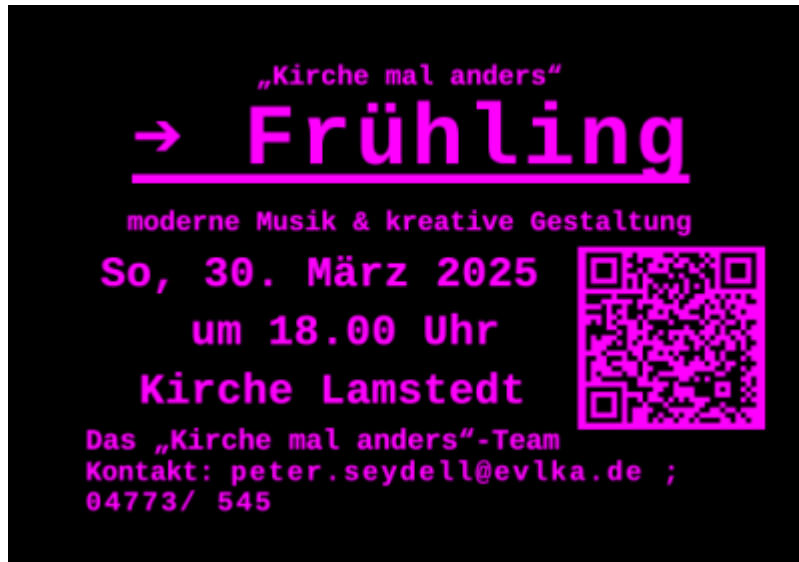 „Kirche mal anders“
➔ Frühling
moderne Musik & kreative Gestaltung
So, 30. März 2025
um 18.00 Uhr
Kirche Lamstedt
Das „Kirche mal anders“-Team
Kontakt: peter.seydell@evlka.de ;
04773/ 545